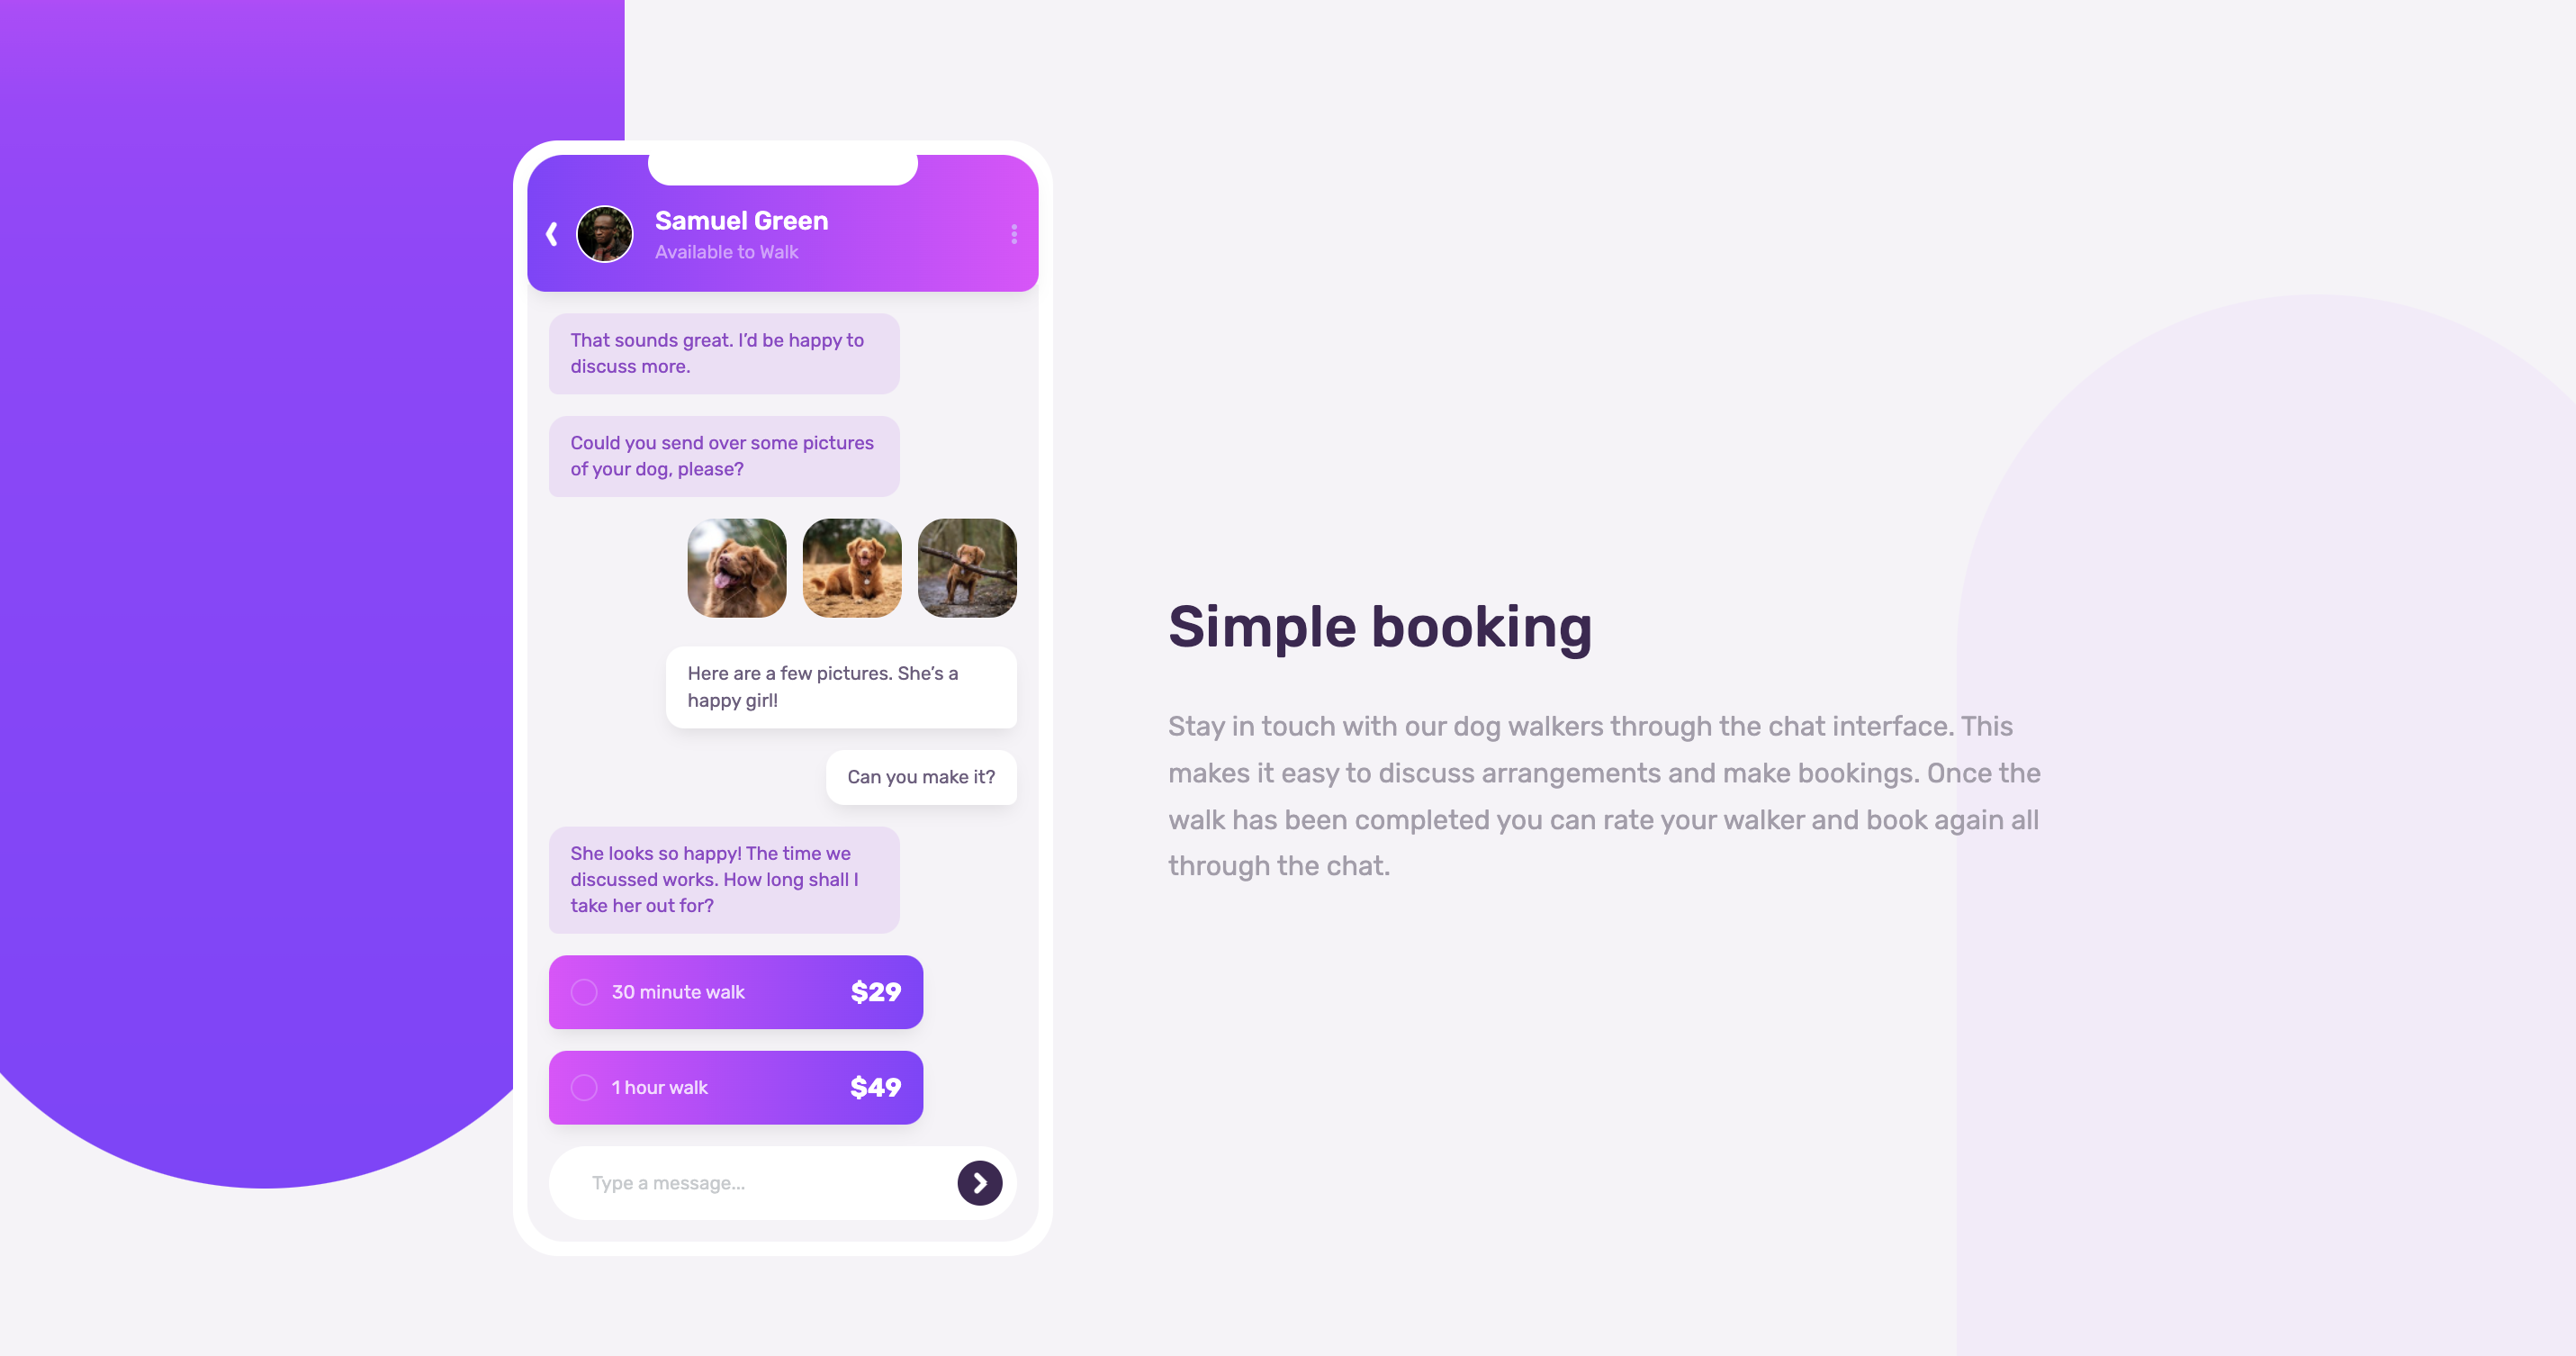 Samuel Green
Available to Walk
That sounds great. I’d be happy to
discuss more.
Could you send over some pictures
of your dog, please?
Here are a few pictures. She’s a
happy girl!
Can you make it?
She looks so happy! The time we
discussed works. How long shall I
take her out for?
30 minute walk $29
1 hour walk $49
Type a message...
Simple booking
Stay in touch with our dog walkers through the chat interface. This
makes it easy to discuss arrangements and make bookings. Once the
walk has been completed you can rate your walker and book again all
through the chat.